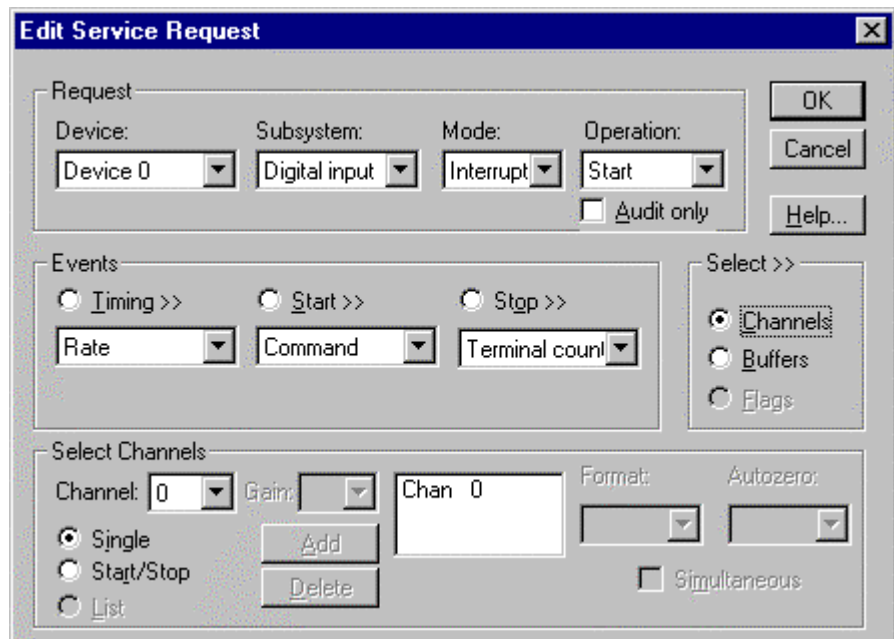 Edit Service Request
Request
OK
Device: Subsystem: Mode: Operation:
Device 0 Digital input Interrupt Start
Cancel
Audit only
Help...
Events
Select >>
Timing >> Start >> Stop >>
Channels
Rate Command Terminal count
Buffers
Flags
Select Channels
Channel: 0 Gain: Chan 0 Format: Autozero:
Single Add
Start/Stop Delete Simultaneous
List